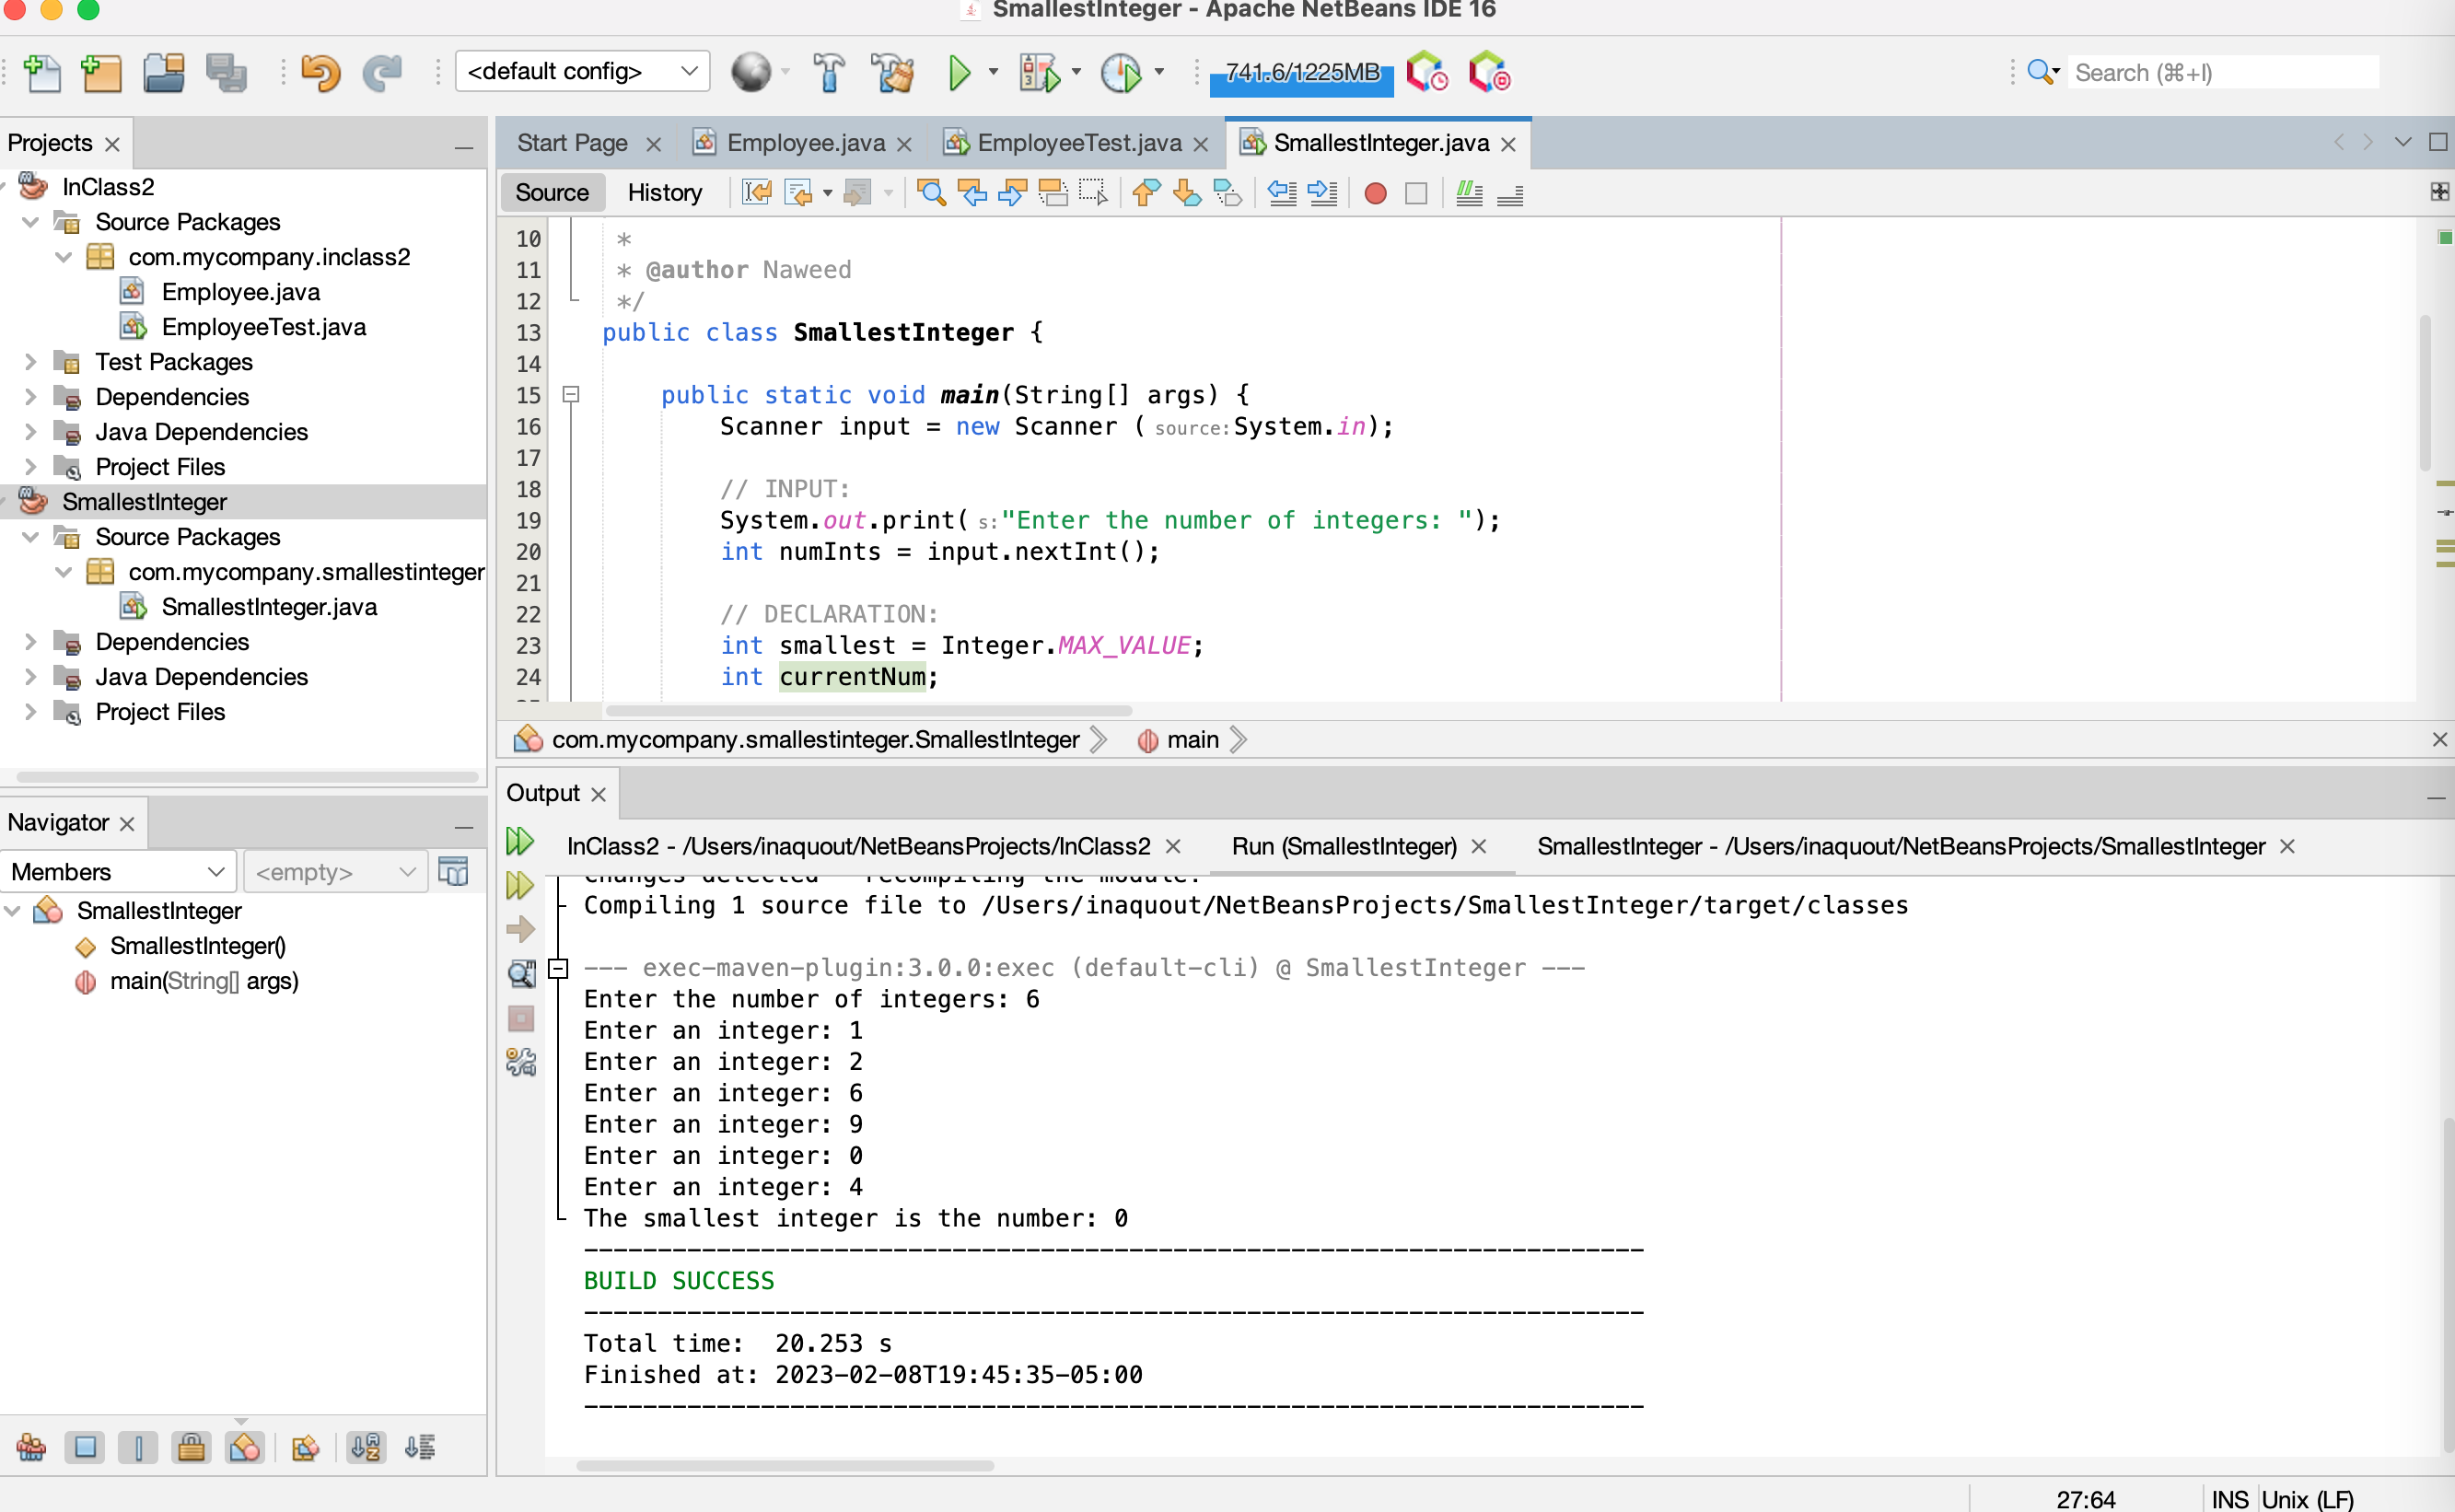 SmallestInteger - Apache NetBeans IDE 16
<default config>
741.6/1225MB
Search (⌘+I)
Projects
InClass2
Source Packages
com.mycompany.inclass2
Employee.java
EmployeeTest.java
Test Packages
Dependencies
Java Dependencies
Project Files
SmallestInteger
Source Packages
com.mycompany.smallestinteger
SmallestInteger.java
Dependencies
Java Dependencies
Project Files
Navigator
Members
<empty>
SmallestInteger
SmallestInteger()
main(String[] args)
Start Page
Employee.java
EmployeeTest.java
SmallestInteger.java
Source
History
10 *
11 * @author Naweed
12 */
13 public class SmallestInteger {
14
15 public static void main(String[] args) {
16 Scanner input = new Scanner ( source:System.in);
17
18 // INPUT:
19 System.out.print( s:"Enter the number of integers: ");
20 int numInts = input.nextInt();
21
22 // DECLARATION:
23 int smallest = Integer.MAX_VALUE;
24 int currentNum;
com.mycompany.smallestinteger.SmallestInteger
main
Output
InClass2 - /Users/inaquout/NetBeansProjects/InClass2
Run (SmallestInteger)
SmallestInteger - /Users/inaquout/NetBeansProjects/SmallestInteger
Changes detected - recompiling the module!
Compiling 1 source file to /Users/inaquout/NetBeansProjects/SmallestInteger/target/classes
--- exec-maven-plugin:3.0.0:exec (default-cli) @ SmallestInteger ---
Enter the number of integers: 6
Enter an integer: 1
Enter an integer: 2
Enter an integer: 6
Enter an integer: 9
Enter an integer: 0
Enter an integer: 4
The smallest integer is the number: 0
------------------------------------------------------------------------
BUILD SUCCESS
------------------------------------------------------------------------
Total time:  20.253 s
Finished at: 2023-02-08T19:45:35-05:00
------------------------------------------------------------------------
27:64
INS
Unix (LF)